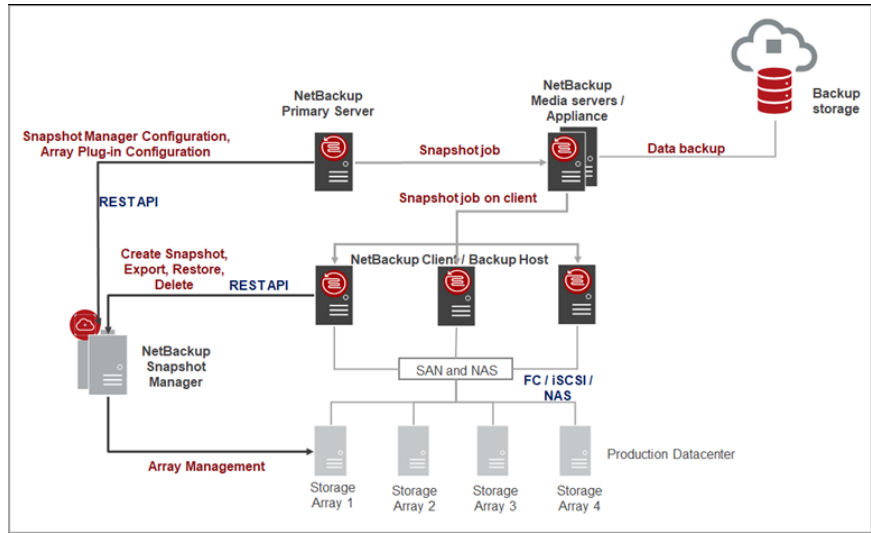 NetBackup
Primary Server
NetBackup
Media servers /
Appliance
Backup
storage
Snapshot Manager Configuration,
Array Plug-in Configuration
Snapshot job
Data backup
REST API
Snapshot job on client
Create Snapshot,
Export, Restore,
Delete
REST API
NetBackup Client / Backup Host
NetBackup
Snapshot
Manager
SAN and NAS
FC / iSCSI /
NAS
Array Management
Production Datacenter
Storage
Array 1
Storage
Array 2
Storage
Array 3
Storage
Array 4